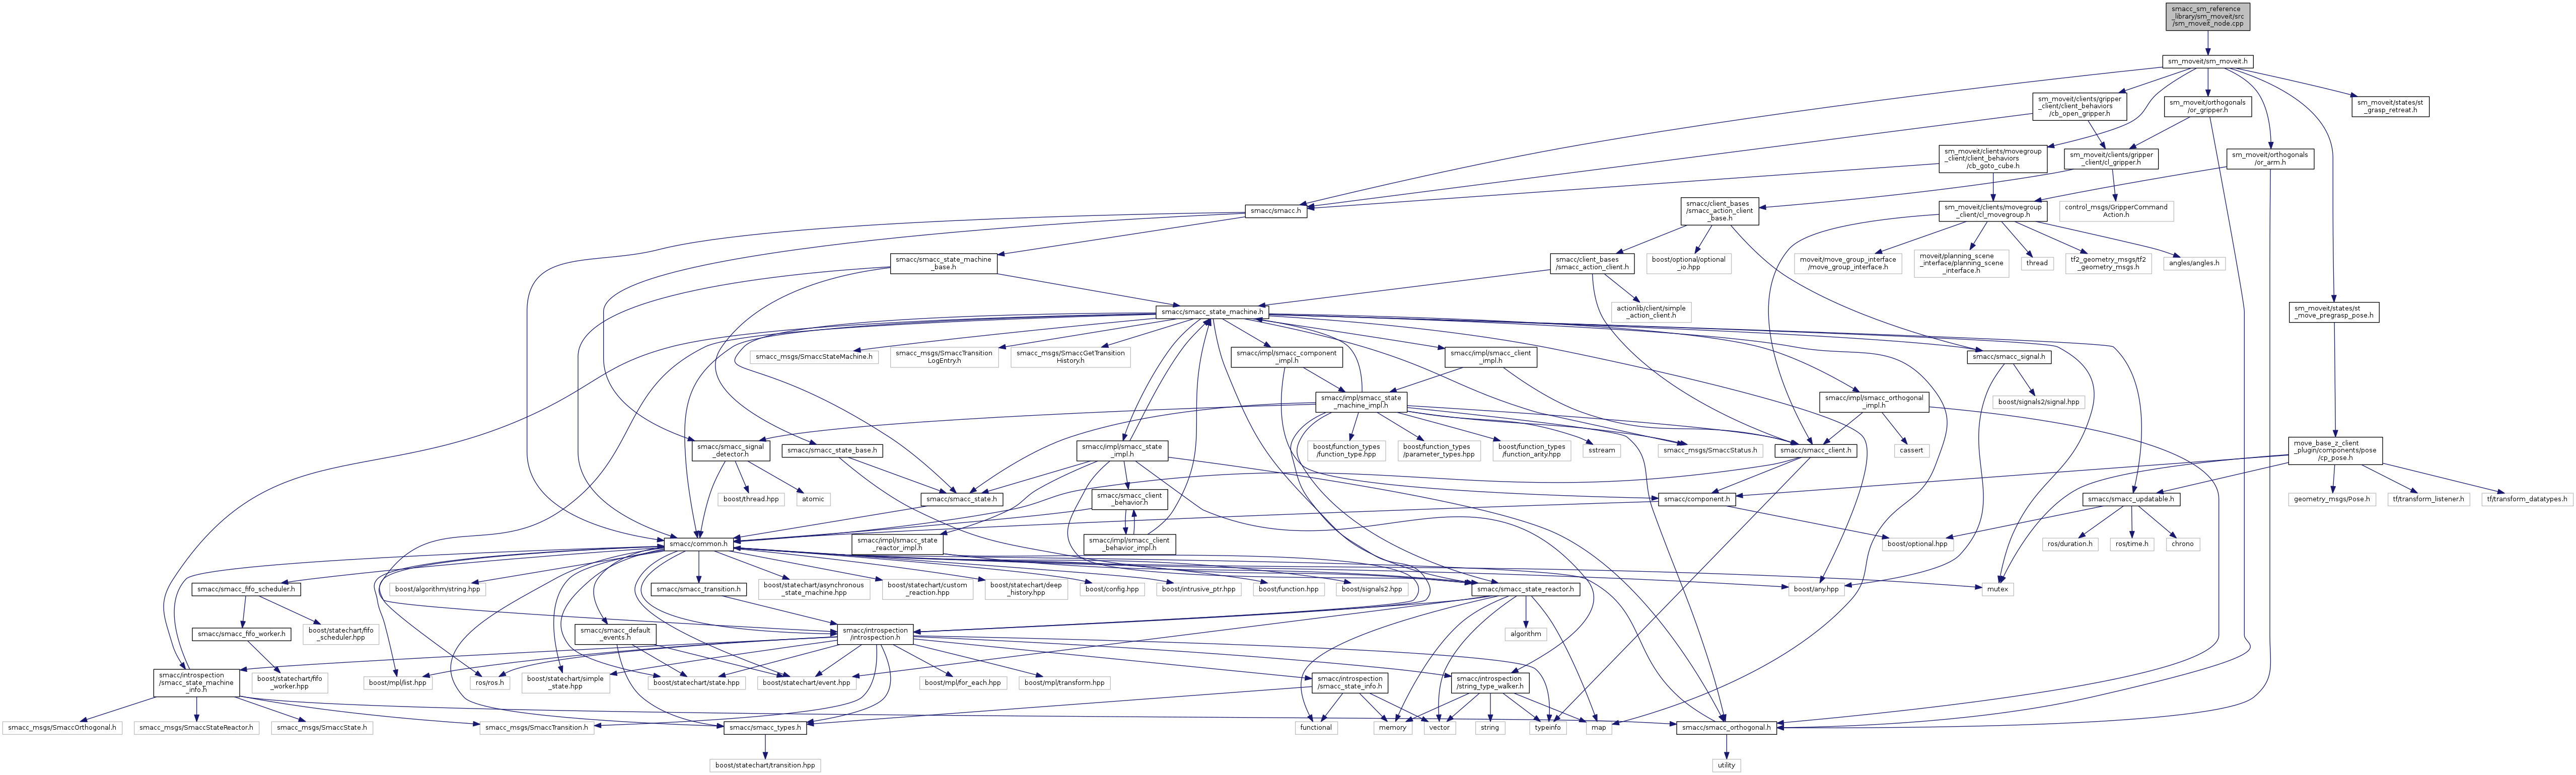 smacc_sm_reference
_library/sm_moveit/src
/sm_moveit_node.cpp
sm_moveit/sm_moveit.h
sm_moveit/clients/gripper
_client/client_behaviors
/cb_open_gripper.h
sm_moveit/orthogonals
/or_gripper.h
sm_moveit/states/st
_grasp_retreat.h
sm_moveit/clients/movegroup
_client/client_behaviors
/cb_goto_cube.h
sm_moveit/clients/gripper
_client/cl_gripper.h
sm_moveit/orthogonals
/or_arm.h
smacc/smacc.h
smacc/client_bases
/smacc_action_client
_base.h
sm_moveit/clients/movegroup
_client/cl_movegroup.h
control_msgs/GripperCommand
Action.h
smacc/smacc_state_machine
_base.h
smacc/client_bases
/smacc_action_client.h
boost/optional/optional
_io.hpp
moveit/move_group_interface
/move_group_interface.h
moveit/planning_scene
_interface/planning_scene
_interface.h
thread
tf2_geometry_msgs/tf2
_geometry_msgs.h
angles/angles.h
smacc/smacc_state_machine.h
actionlib/client/simple
_action_client.h
sm_moveit/states/st
_move_pregrasp_pose.h
smacc_msgs/SmaccStateMachine.h
smacc_msgs/SmaccTransition
LogEntry.h
smacc_msgs/SmaccGetTransition
History.h
smacc/impl/smacc_component
_impl.h
smacc/impl/smacc_client
_impl.h
smacc/smacc_signal.h
smacc/impl/smacc_state
_machine_impl.h
smacc/impl/smacc_orthogonal
_impl.h
boost/signals2/signal.hpp
smacc/smacc_signal
_detector.h
smacc/smacc_state_base.h
smacc/impl/smacc_state
_impl.h
boost/function_types
/function_type.hpp
boost/function_types
/parameter_types.hpp
boost/function_types
/function_arity.hpp
sstream
smacc_msgs/SmaccStatus.h
smacc/smacc_client.h
cassert
move_base_z_client
_plugin/components/pose
/cp_pose.h
boost/thread.hpp
atomic
smacc/smacc_state.h
smacc/smacc_client
_behavior.h
smacc/component.h
smacc/smacc_updatable.h
geometry_msgs/Pose.h
tf/transform_listener.h
tf/transform_datatypes.h
smacc/common.h
smacc/impl/smacc_state
_reactor_impl.h
smacc/impl/smacc_client
_behavior_impl.h
boost/optional.hpp
ros/duration.h
ros/time.h
chrono
smacc/smacc_fifo_scheduler.h
boost/algorithm/string.hpp
smacc/smacc_transition.h
boost/statechart/asynchronous
_state_machine.hpp
boost/statechart/custom
_reaction.hpp
boost/statechart/deep
_history.hpp
boost/config.hpp
boost/intrusive_ptr.hpp
boost/function.hpp
boost/signals2.hpp
smacc/smacc_state_reactor.h
boost/any.hpp
mutex
smacc/smacc_fifo_worker.h
boost/statechart/fifo
_scheduler.hpp
smacc/smacc_default
_events.h
smacc/introspection
/introspection.h
algorithm
smacc/introspection
/smacc_state_machine
_info.h
boost/statechart/fifo
_worker.hpp
boost/mpl/list.hpp
ros/ros.h
boost/statechart/simple
_state.hpp
boost/statechart/state.hpp
boost/statechart/event.hpp
boost/mpl/for_each.hpp
boost/mpl/transform.hpp
smacc/introspection
/smacc_state_info.h
smacc/introspection
/string_type_walker.h
smacc_msgs/SmaccOrthogonal.h
smacc_msgs/SmaccStateReactor.h
smacc_msgs/SmaccState.h
smacc_msgs/SmaccTransition.h
smacc/smacc_types.h
functional
memory
vector
string
typeinfo
map
smacc/smacc_orthogonal.h
boost/statechart/transition.hpp
utility